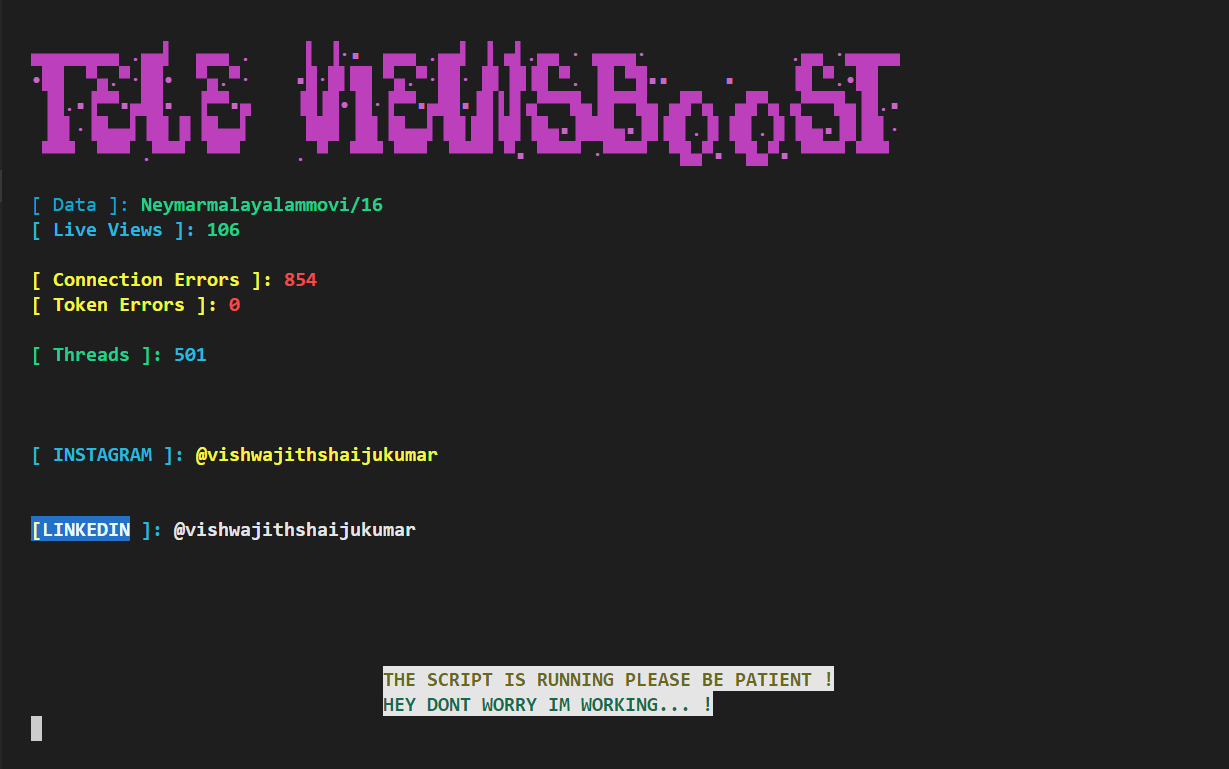 TELE VIEWSBOOST
[ Data ]: Neymarmalayalammovi/16
[ Live Views ]: 106
[ Connection Errors ]: 854
[ Token Errors ]: 0
[ Threads ]: 501
[ INSTAGRAM ]: @vishwajithshaijukumar
[LINKEDIN ]: @vishwajithshaijukumar
THE SCRIPT IS RUNNING PLEASE BE PATIENT !
HEY DONT WORRY IM WORKING... !